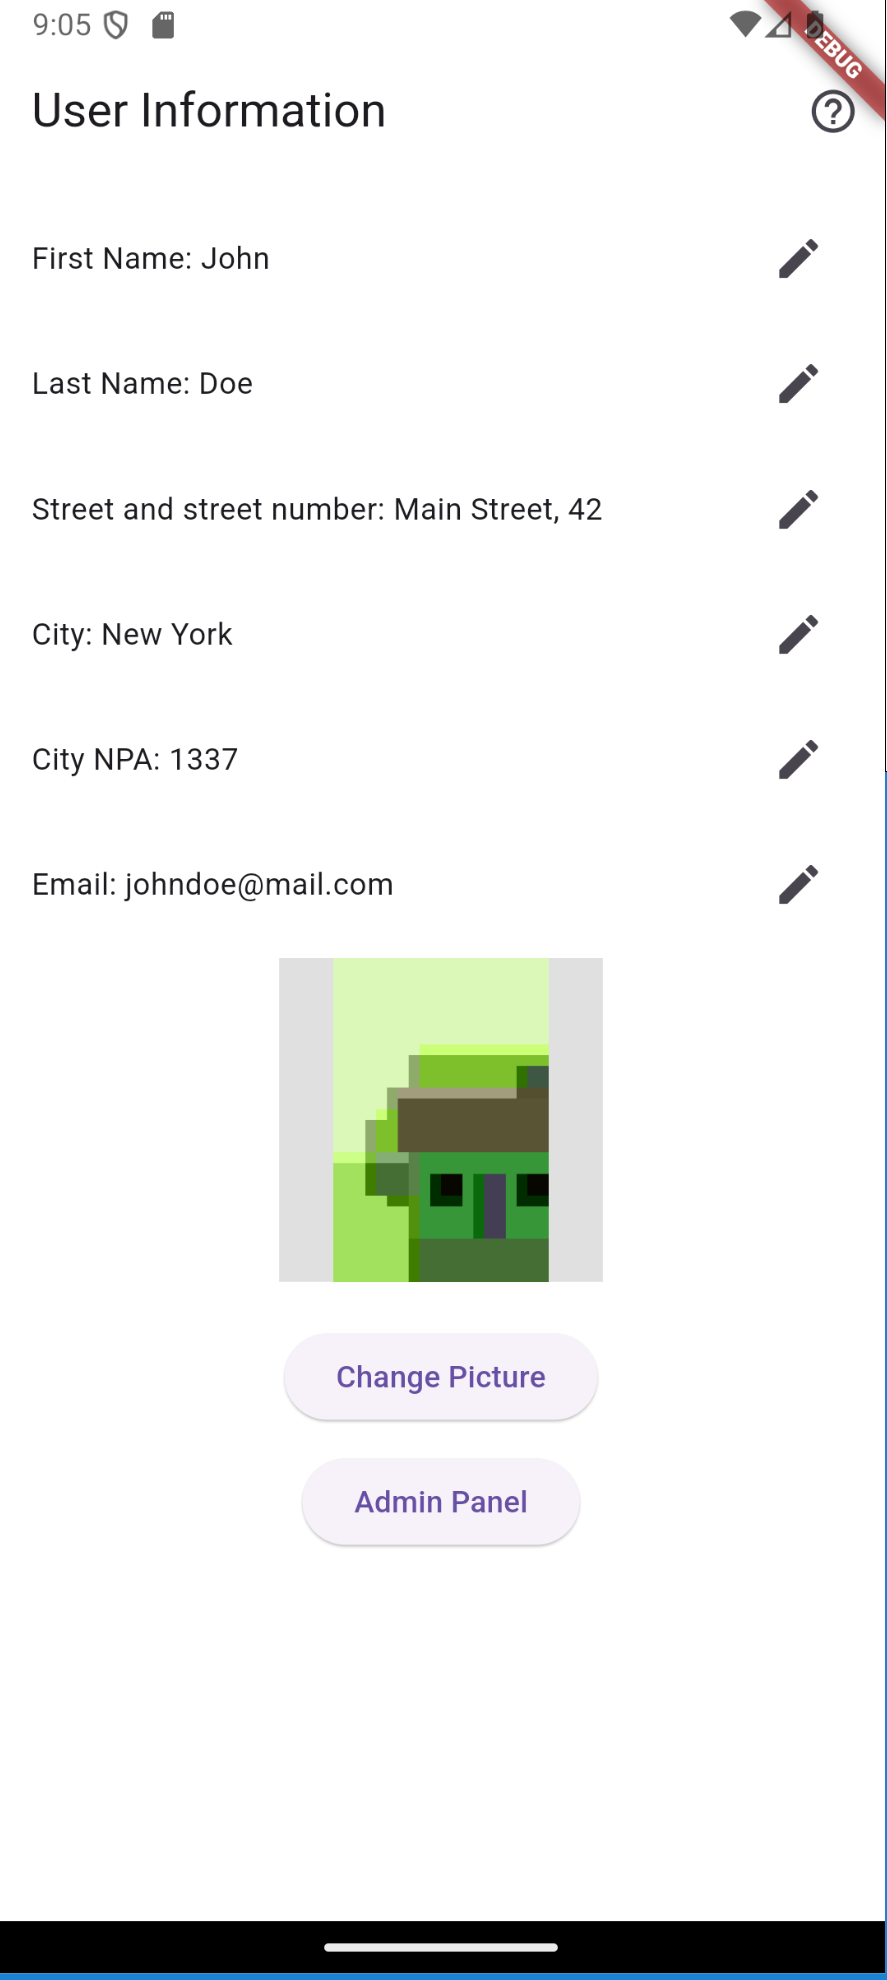 9:05
DEBUG
User Information
First Name: John
Last Name: Doe
Street and street number: Main Street, 42
City: New York
City NPA: 1337
Email: johndoe@mail.com
Change Picture
Admin Panel